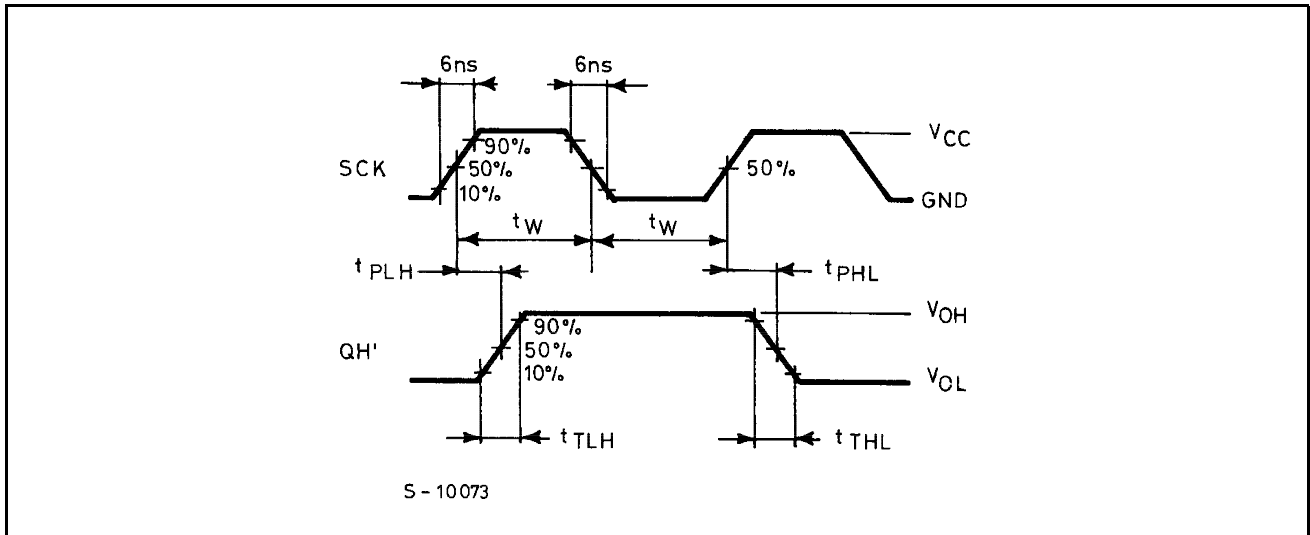 6ns 6ns
90% VCC
SCK 50% 50%
10% GND
tW tW
tPLH tPHL
90% VOH
QH' 50%
10% VOL
tTLH tTHL
S-10073